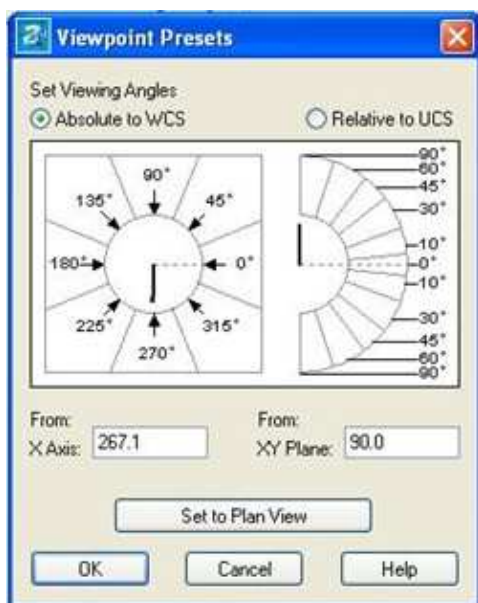 Viewpoint Presets
Set Viewing Angles
Absolute to WCS
Relative to UCS
90°
135°
45°
180°
0°
225°
315°
270°
90°
60°
45°
30°
10°
0°
10°
30°
45°
60°
90°
From:
X Axis: 267.1
From:
XY Plane: 90.0
Set to Plan View
OK
Cancel
Help